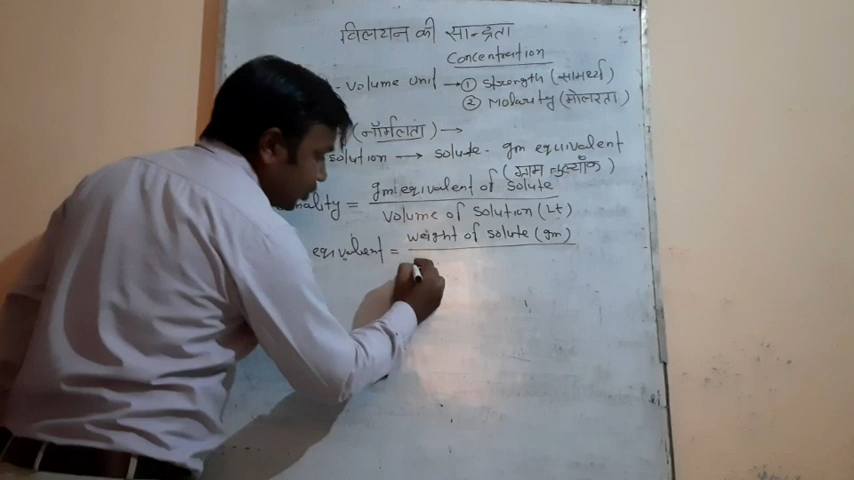 विलयन की सान्द्रता
Concentration
- Volume Unit → ① Strength (सामर्थ्य)
② Molarity (मोलरता)
(नॉर्मलता) →
solution → solute - gm equivalent
(ग्राम तुल्यांक)
mality = gm equivalent of solute
volume of solution (Lt)
equivalent = weight of solute (gm)